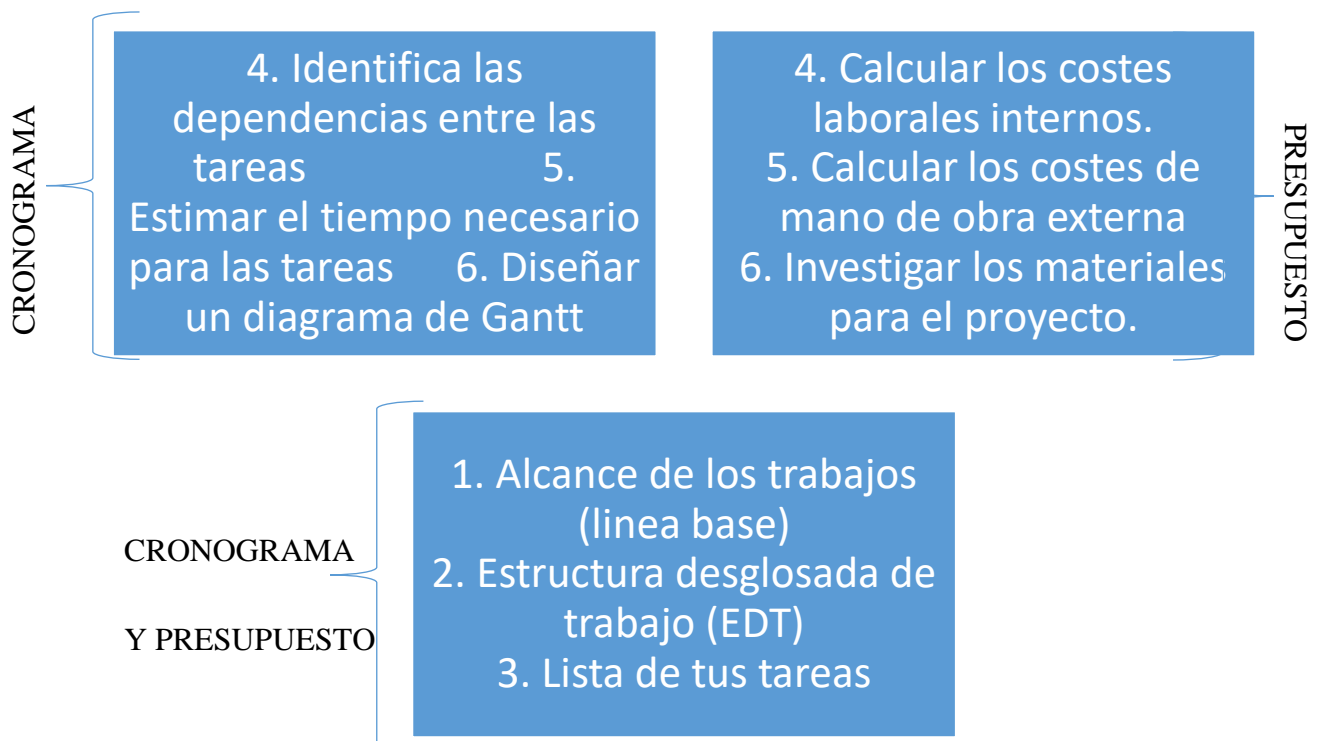 CRONOGRAMA
4. Identifica las
dependencias entre las
tareas 5.
Estimar el tiempo necesario
para las tareas 6. Diseñar
un diagrama de Gantt
4. Calcular los costes
laborales internos.
5. Calcular los costes de
mano de obra externa
6. Investigar los materiales
para el proyecto.
PRESUPUESTO
CRONOGRAMA
Y PRESUPUESTO
1. Alcance de los trabajos
(linea base)
2. Estructura desglosada de
trabajo (EDT)
3. Lista de tus tareas